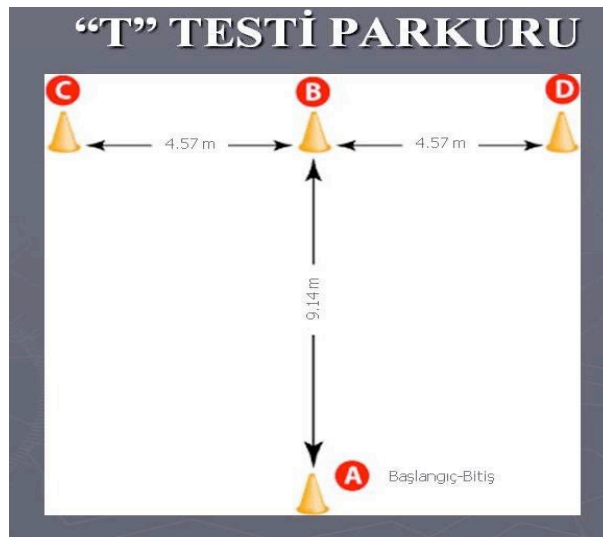 “T” TESTİ PARKURU
C B D
4.57 m 4.57 m
9.14 m
A Başlangıç-Bitiş